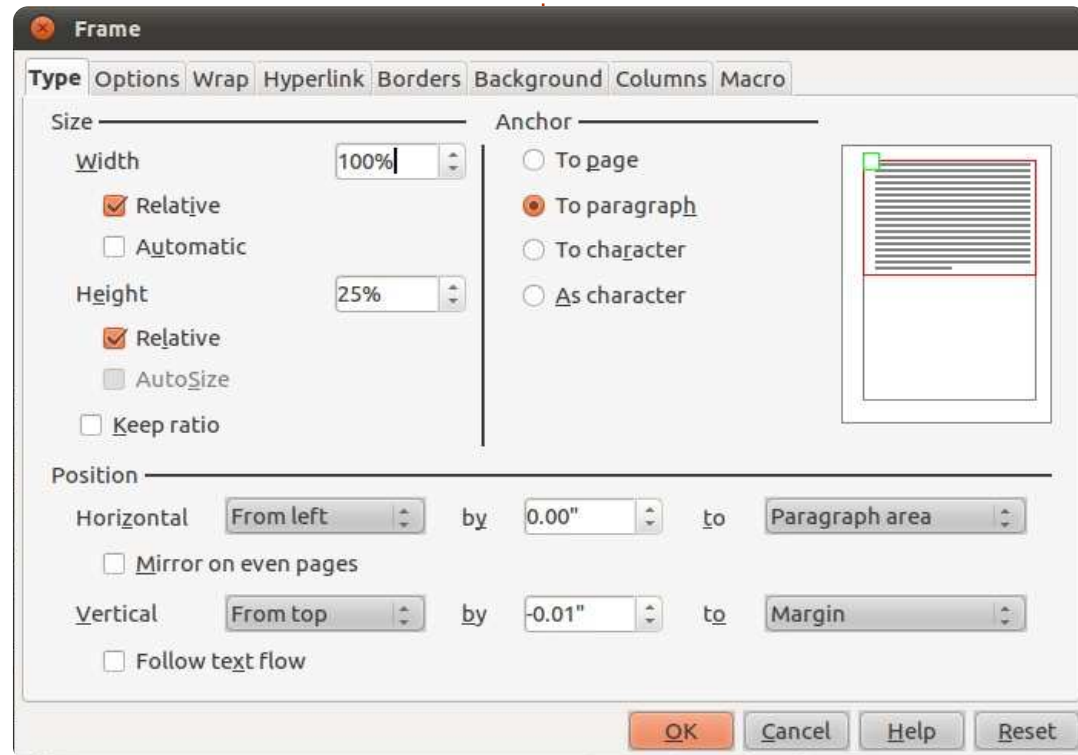 Frame
Type Options Wrap Hyperlink Borders Background Columns Macro
Size
Width 100%
Relative
Automatic
Height 25%
Relative
AutoSize
Keep ratio
Anchor
To page
To paragraph
To character
As character
Position
Horizontal From left by 0.00" to Paragraph area
Mirror on even pages
Vertical From top by -0.01" to Margin
Follow text flow
OK Cancel Help Reset